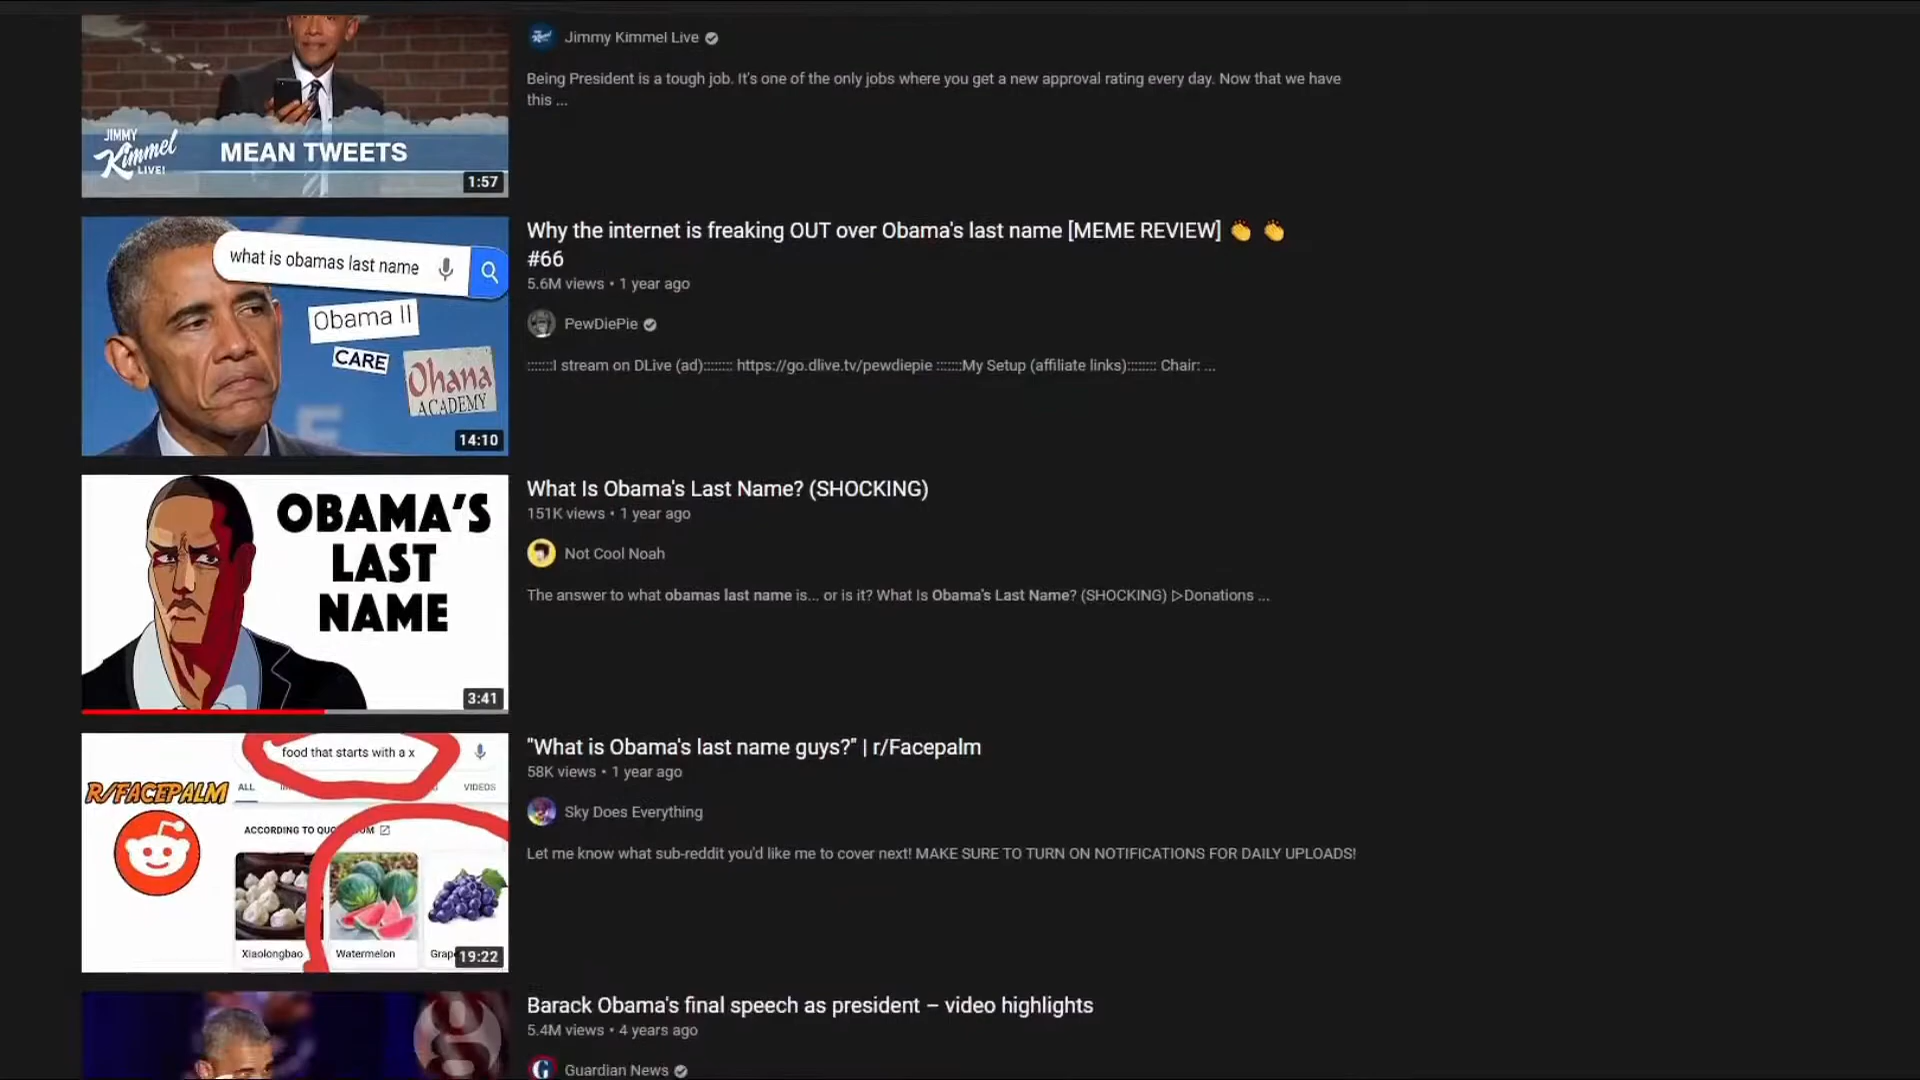 Jimmy Kimmel Live
Being President is a tough job. It's one of the only jobs where you get a new approval rating every day. Now that we have
this ...
JIMMY
Kimmel
LIVE!
MEAN TWEETS
1:57
Why the internet is freaking OUT over Obama's last name [MEME REVIEW] 👏 👏
#66
5.6M views • 1 year ago
PewDiePie
:::::::I stream on DLive (ad)::::::: https://go.dlive.tv/pewdiepie :::::::My Setup (affiliate links)::::::: Chair: ...
what is obamas last name
Obama II
CARE
Ohana
ACADEMY
14:10
What Is Obama's Last Name? (SHOCKING)
151K views • 1 year ago
Not Cool Noah
The answer to what obamas last name is... or is it? What Is Obama's Last Name? (SHOCKING) ▷Donations ...
OBAMA'S
LAST
NAME
3:41
"What is Obama's last name guys?" | r/Facepalm
58K views • 1 year ago
Sky Does Everything
Let me know what sub-reddit you'd like me to cover next! MAKE SURE TO TURN ON NOTIFICATIONS FOR DAILY UPLOADS!
food that starts with a x
R/FACEPALM
ALL
VIDEOS
ACCORDING TO
Xiaolongbao
Watermelon
Grap
19:22
Barack Obama's final speech as president – video highlights
5.4M views • 4 years ago
Guardian News